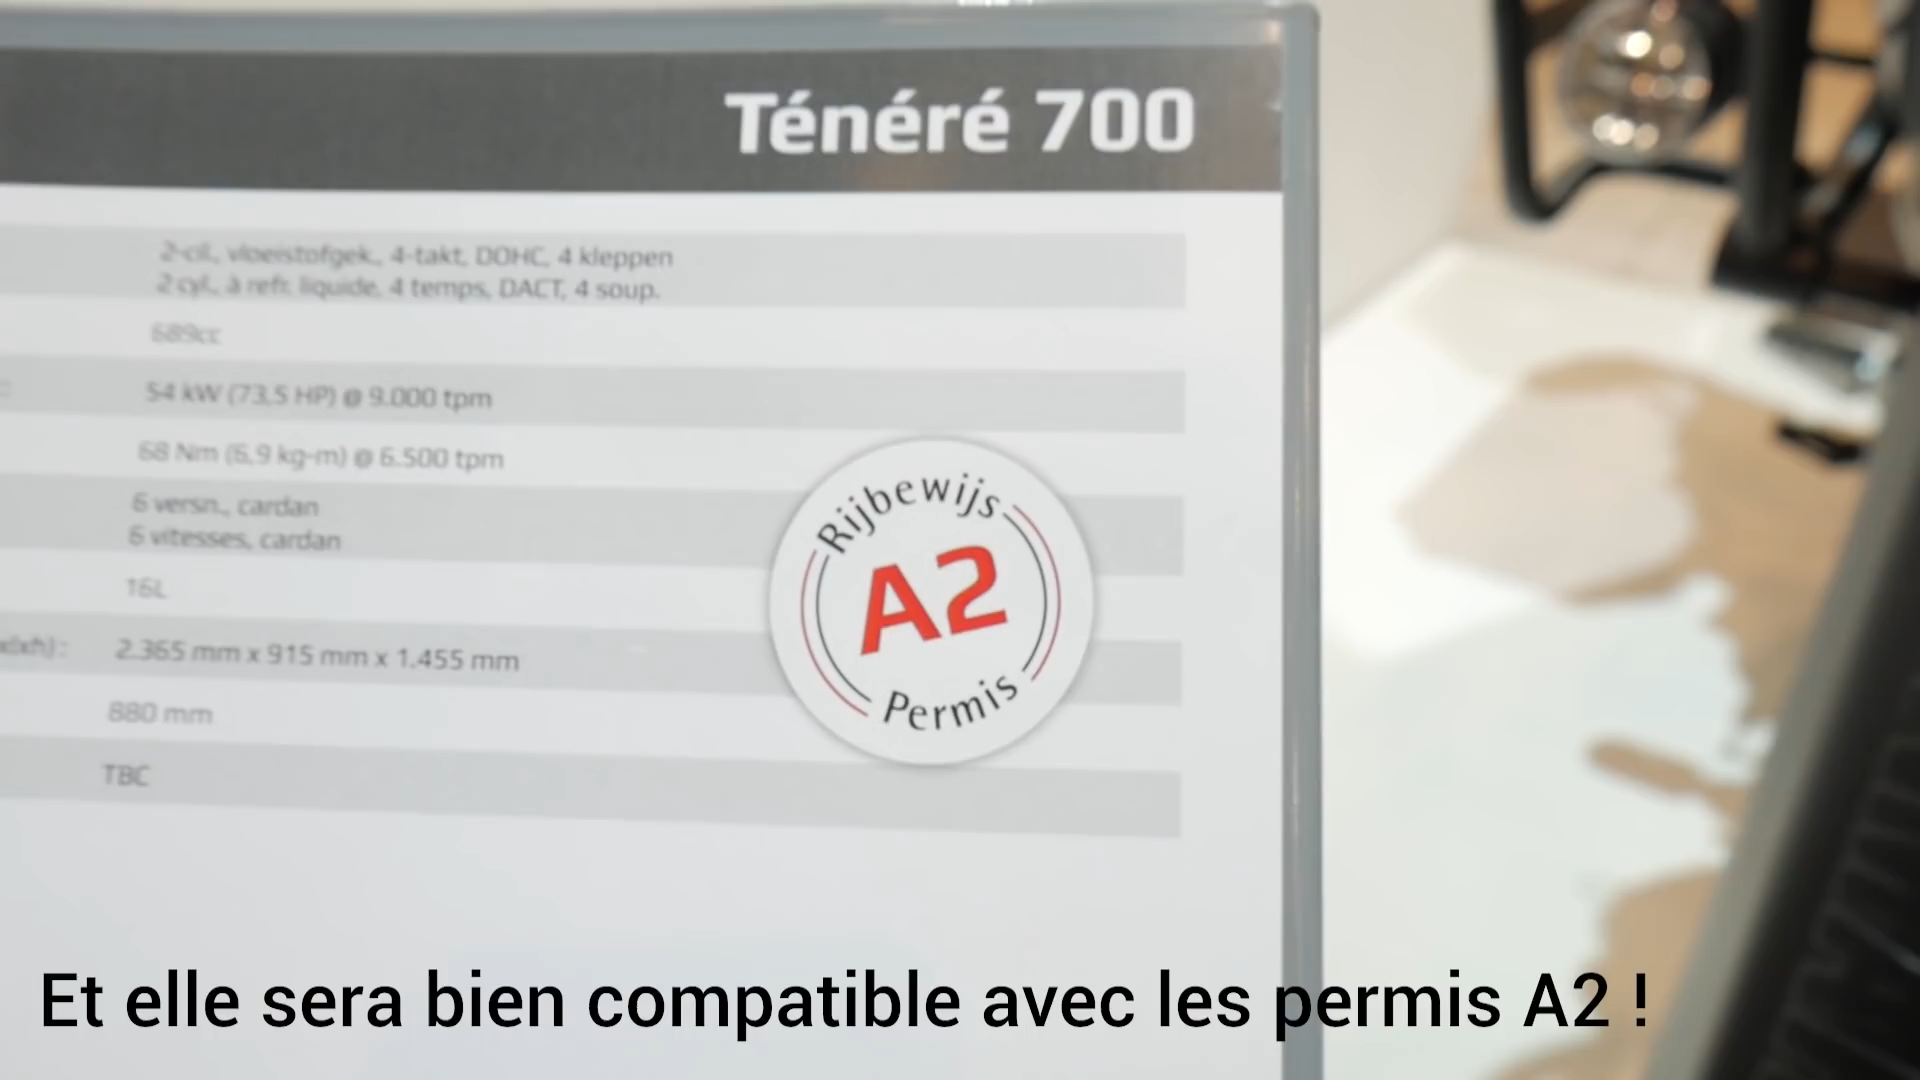 Ténéré 700
2-cil., vloeistofgek., 4-takt, DOHC, 4 kleppen
2 cyl., à refr. liquide, 4 temps, DACT, 4 soup.
689cc
54 kW (73,5 HP) @ 9.000 tpm
68 Nm (6,9 kg-m) @ 6.500 tpm
6 versn., cardan
6 vitesses, cardan
16L
2.365 mm x 915 mm x 1.455 mm
880 mm
TBC
Rijbewijs
A2
Permis
Et elle sera bien compatible avec les permis A2 !